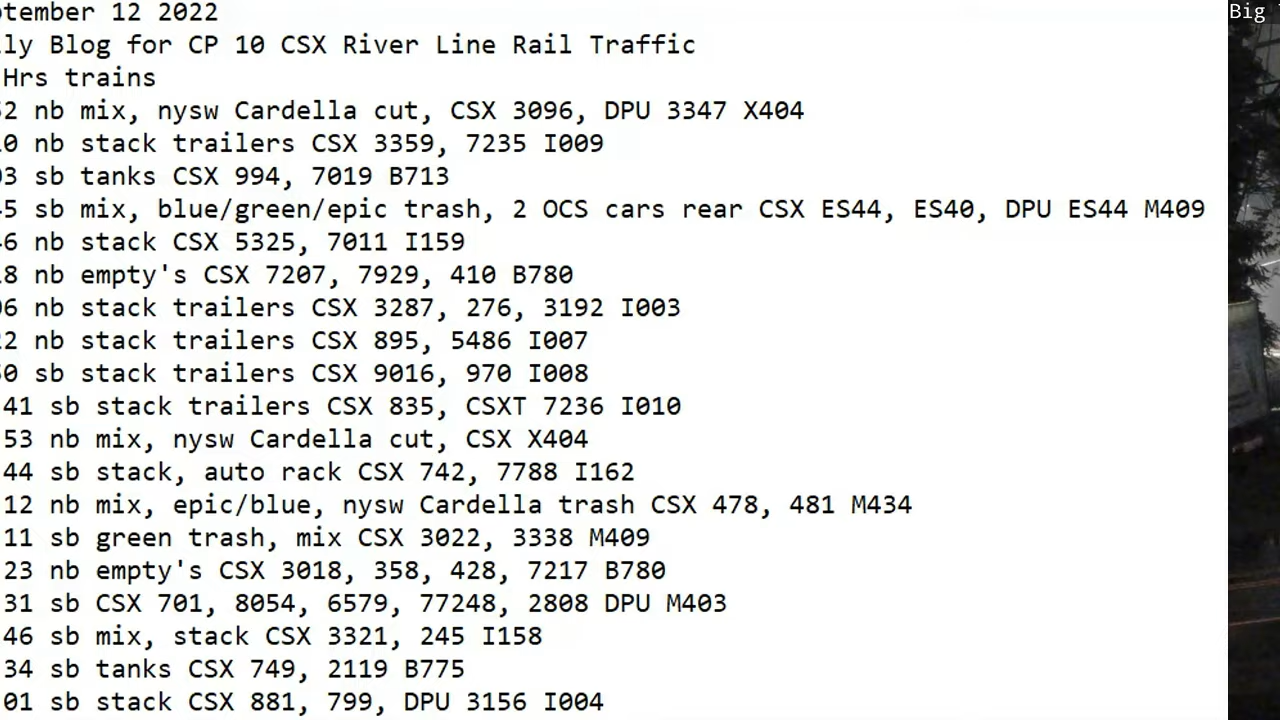 tember 12 2022
ly Blog for CP 10 CSX River Line Rail Traffic
Hrs trains
2 nb mix, nysw Cardella cut, CSX 3096, DPU 3347 X404
0 nb stack trailers CSX 3359, 7235 I009
3 sb tanks CSX 994, 7019 B713
5 sb mix, blue/green/epic trash, 2 OCS cars rear CSX ES44, ES40, DPU ES44 M409
6 nb stack CSX 5325, 7011 I159
8 nb empty's CSX 7207, 7929, 410 B780
06 nb stack trailers CSX 3287, 276, 3192 I003
22 nb stack trailers CSX 895, 5486 I007
50 sb stack trailers CSX 9016, 970 I008
41 sb stack trailers CSX 835, CSXT 7236 I010
53 nb mix, nysw Cardella cut, CSX X404
44 sb stack, auto rack CSX 742, 7788 I162
12 nb mix, epic/blue, nysw Cardella trash CSX 478, 481 M434
11 sb green trash, mix CSX 3022, 3338 M409
23 nb empty's CSX 3018, 358, 428, 7217 B780
31 sb CSX 701, 8054, 6579, 77248, 2808 DPU M403
46 sb mix, stack CSX 3321, 245 I158
34 sb tanks CSX 749, 2119 B775
01 sb stack CSX 881, 799, DPU 3156 I004
Big